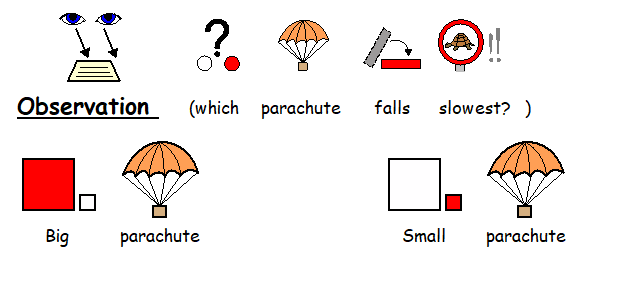 Observation (which parachute falls slowest? )
Big parachute Small parachute